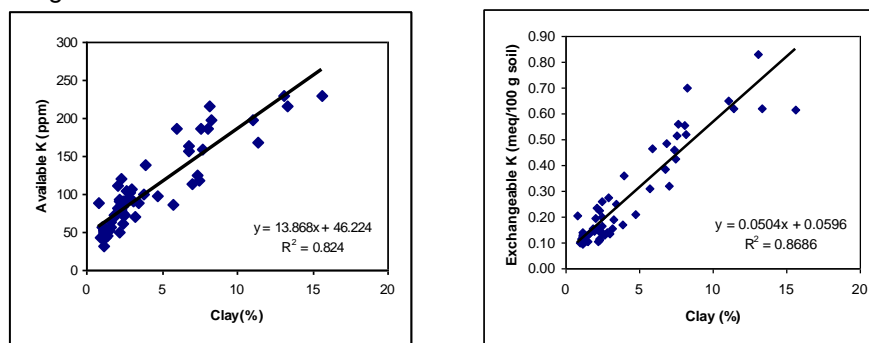 Available K (ppm)
300
250
200
150
100
50
0
0 5 10 15 20
Clay(%)
y = 13.868x + 46.224
R² = 0.824
Exchangeable K (meq/100 g soil)
0.90
0.80
0.70
0.60
0.50
0.40
0.30
0.20
0.10
0.00
0 5 10 15 20
Clay (%)
y = 0.0504x + 0.0596
R² = 0.8686